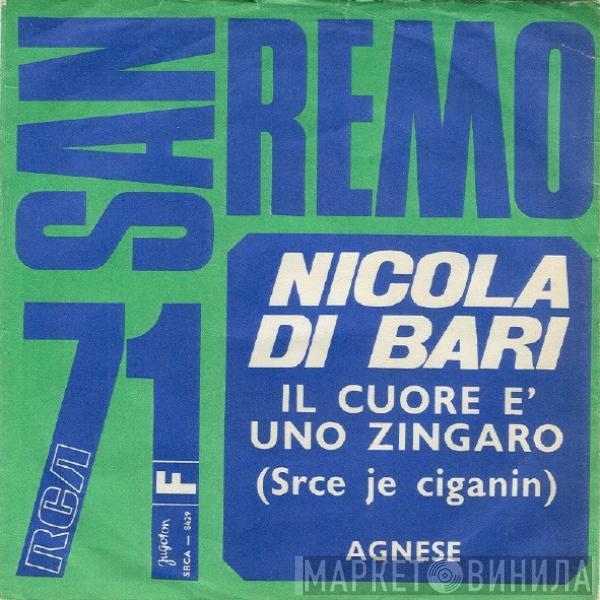 SAN
REMO
71
RCA
F
Jugoton
SRCA — 8429
NICOLA
DI BARI
IL CUORE E'
UNO ZINGARO
(Srce je ciganin)
AGNESE
МАРКЕТ ВИНИЛА